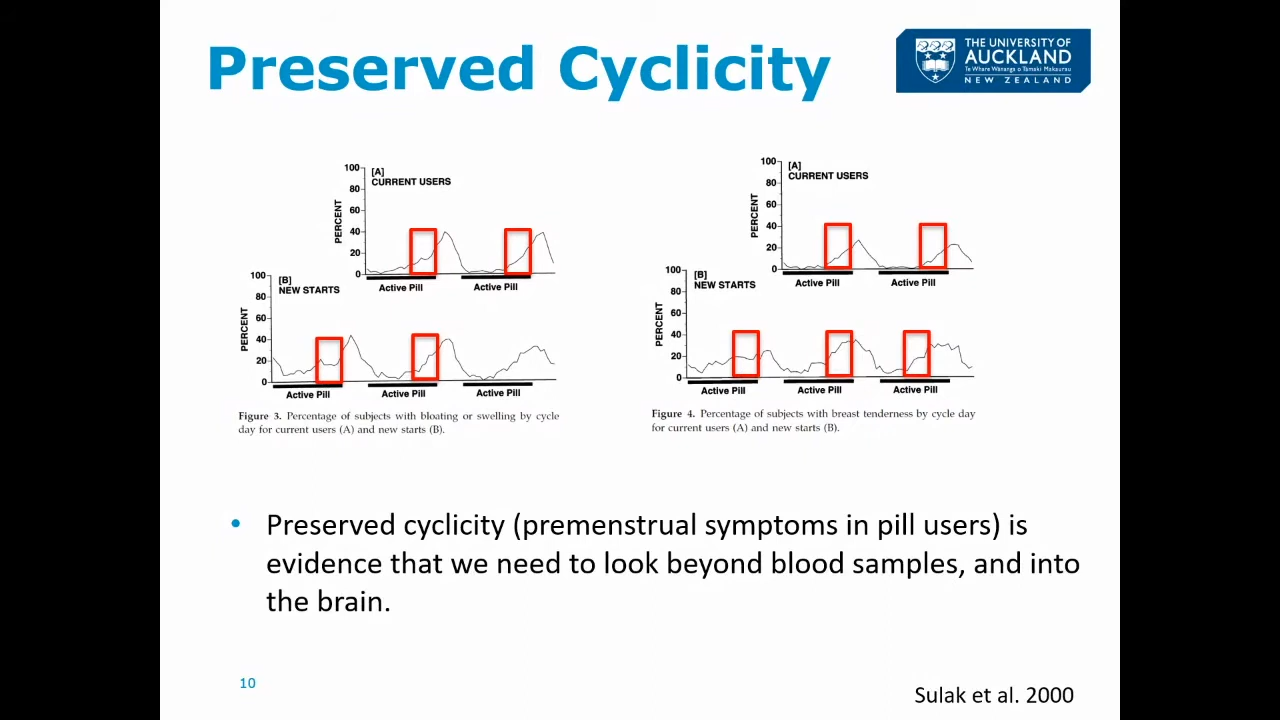 Preserved Cyclicity
THE UNIVERSITY OF
AUCKLAND
Te Whare Wānanga o Tāmaki Makaurau
NEW ZEALAND
100
80
60
40
20
0
PERCENT
[A]
CURRENT USERS
Active Pill
Active Pill
100
80
60
40
20
0
PERCENT
[B]
NEW STARTS
Active Pill
Active Pill
Active Pill
Figure 3. Percentage of subjects with bloating or swelling by cycle
day for current users (A) and new starts (B).
100
80
60
40
20
0
PERCENT
[A]
CURRENT USERS
Active Pill
Active Pill
100
80
60
40
20
0
PERCENT
[B]
NEW STARTS
Active Pill
Active Pill
Active Pill
Figure 4. Percentage of subjects with breast tenderness by cycle day
for current users (A) and new starts (B).
• Preserved cyclicity (premenstrual symptoms in pill users) is
evidence that we need to look beyond blood samples, and into
the brain.
10
Sulak et al. 2000